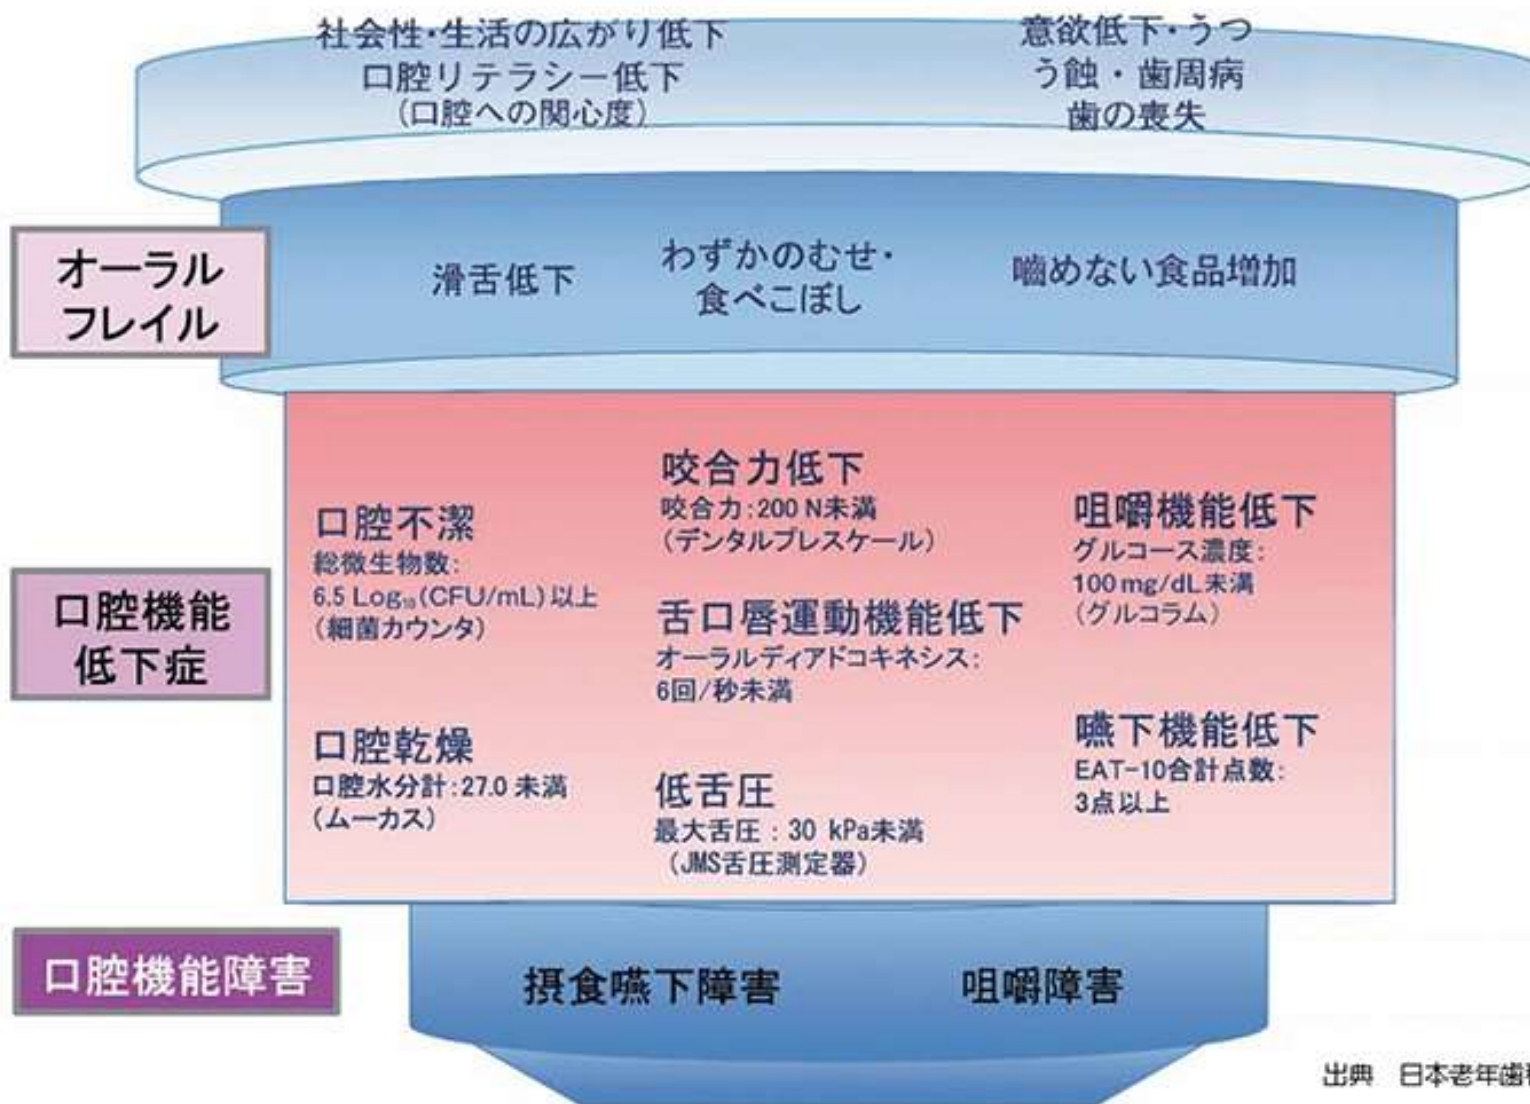 社会性・生活の広がり低下
口腔リテラシー低下
(口腔への関心度)
意欲低下・うつ
う蝕・歯周病
歯の喪失
オーラル
フレイル
滑舌低下
わずかのむせ・
食べこぼし
嚙めない食品増加
口腔機能
低下症
口腔不潔
総微生物数:
6.5 Log₁₀(CFU/mL)以上
(細菌カウンタ)
口腔乾燥
口腔水分計:27.0 未満
(ムーカス)
咬合力低下
咬合力:200 N未満
(デンタルプレスケール)
舌口唇運動機能低下
オーラルディアドコキネシス:
6回/秒未満
低舌圧
最大舌圧:30 kPa未満
(JMS舌圧測定器)
咀嚼機能低下
グルコース濃度:
100 mg/dL未満
(グルコラム)
嚥下機能低下
EAT-10合計点数:
3点以上
口腔機能障害
摂食嚥下障害
咀嚼障害
出典 日本老年歯